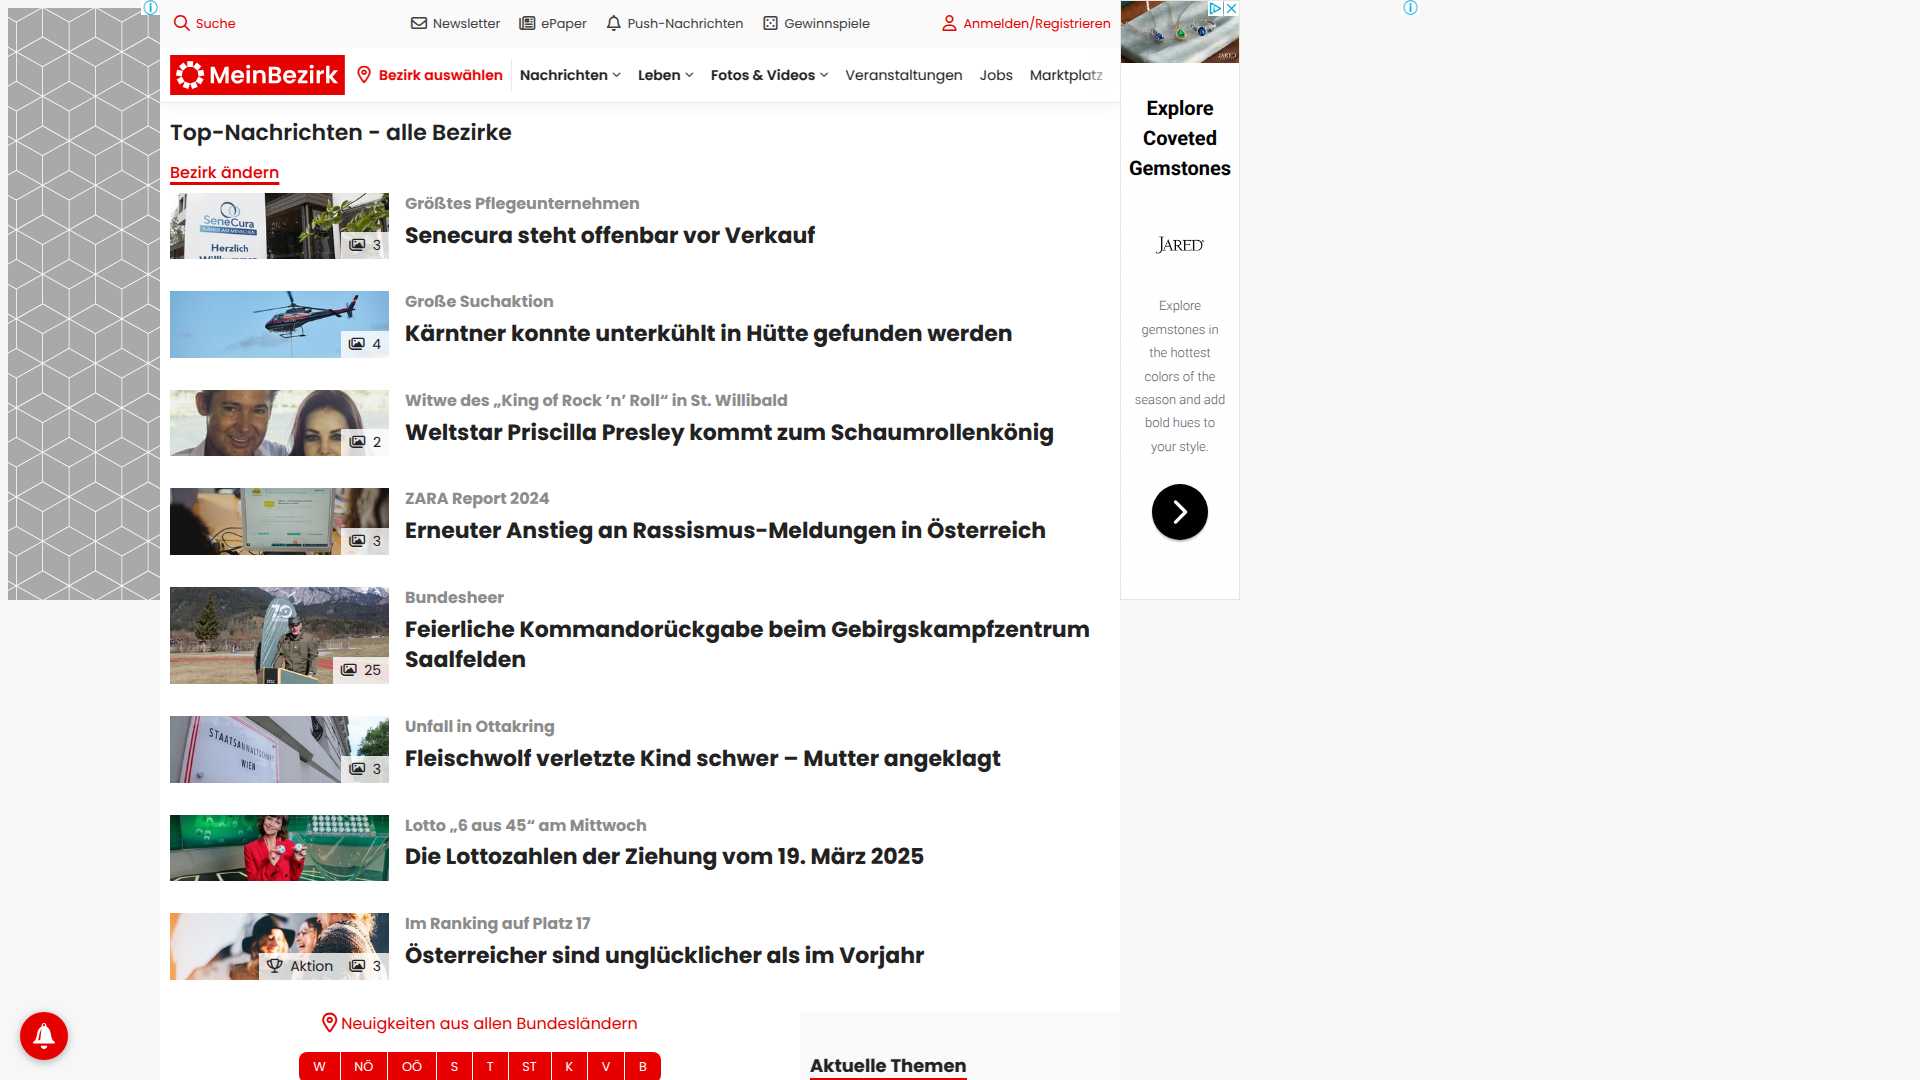 Suche
Newsletter
ePaper
Push-Nachrichten
Gewinnspiele
Anmelden/Registrieren
MeinBezirk
Bezirk auswählen
Nachrichten
Leben
Fotos & Videos
Veranstaltungen
Jobs
Marktplatz
Top-Nachrichten - alle Bezirke
Bezirk ändern
SeneCura
Herzlich
3
Größtes Pflegeunternehmen
Senecura steht offenbar vor Verkauf
4
Große Suchaktion
Kärntner konnte unterkühlt in Hütte gefunden werden
2
Witwe des „King of Rock ’n’ Roll“ in St. Willibald
Weltstar Priscilla Presley kommt zum Schaumrollenkönig
3
ZARA Report 2024
Erneuter Anstieg an Rassismus-Meldungen in Österreich
25
Bundesheer
Feierliche Kommandorückgabe beim Gebirgskampfzentrum
Saalfelden
STAATSANWALTSCHAFT
WIEN
3
Unfall in Ottakring
Fleischwolf verletzte Kind schwer – Mutter angeklagt
Lotto „6 aus 45“ am Mittwoch
Die Lottozahlen der Ziehung vom 19. März 2025
Aktion
3
Im Ranking auf Platz 17
Österreicher sind unglücklicher als im Vorjahr
Neuigkeiten aus allen Bundesländern
W
NÖ
OÖ
S
T
ST
K
V
B
Aktuelle Themen
Explore
Coveted
Gemstones
JARED
Explore
gemstones in
the hottest
colors of the
season and add
bold hues to
your style.